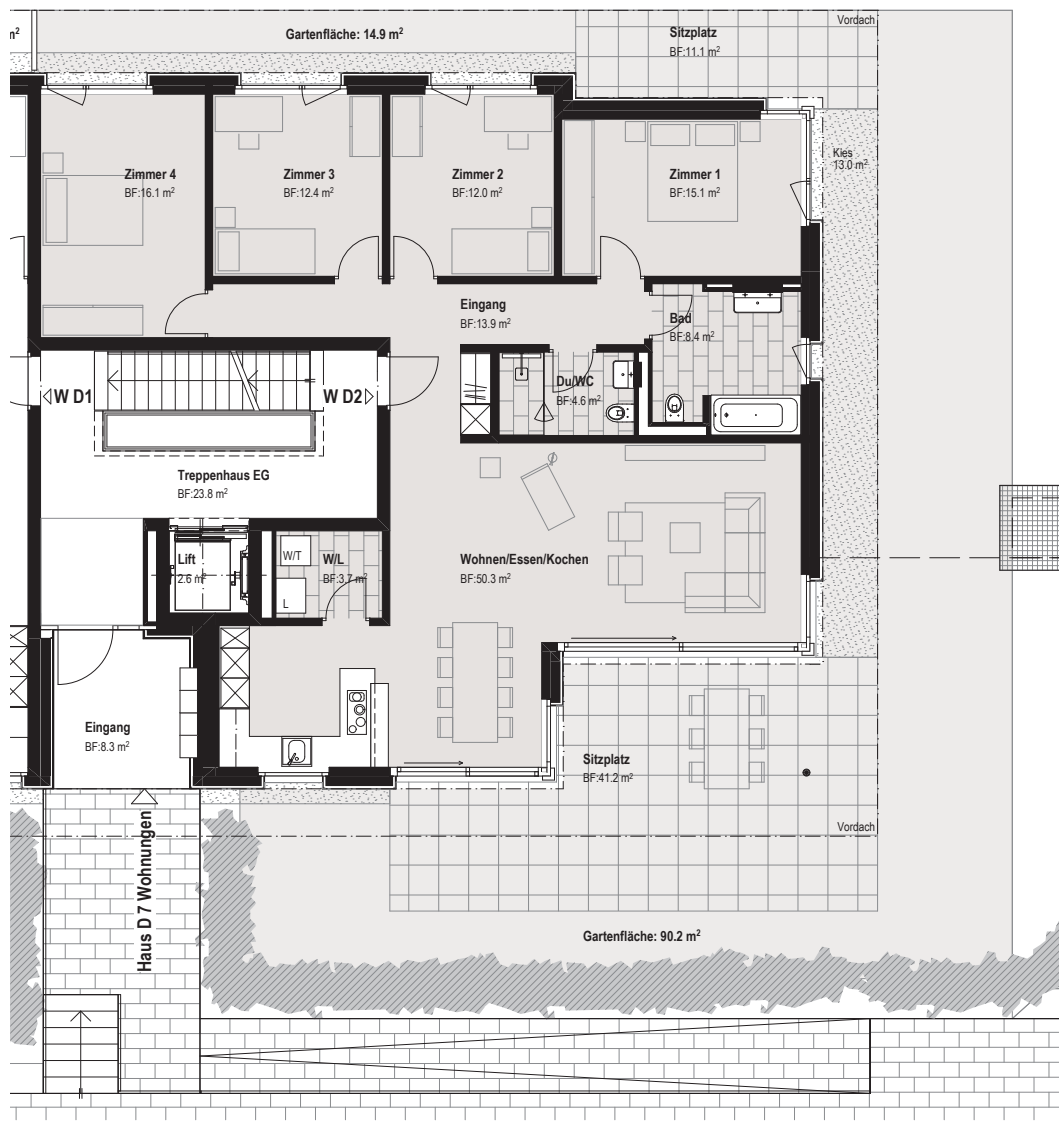 m²
Gartenfläche: 14.9 m²
Vordach
Sitzplatz
BF:11.1 m²
Kies
13.0 m²
Zimmer 4
BF:16.1 m²
Zimmer 3
BF:12.4 m²
Zimmer 2
BF:12.0 m²
Zimmer 1
BF:15.1 m²
Eingang
BF:13.9 m²
Bad
BF:8.4 m²
Du/WC
BF:4.6 m²
W D1
W D2
Treppenhaus EG
BF:23.8 m²
Lift
2.6 m²
W/T
L
W/L
BF:3.7 m²
Wohnen/Essen/Kochen
BF:50.3 m²
Eingang
BF:8.3 m²
Sitzplatz
BF:41.2 m²
Vordach
Haus D 7 Wohnungen
Gartenfläche: 90.2 m²